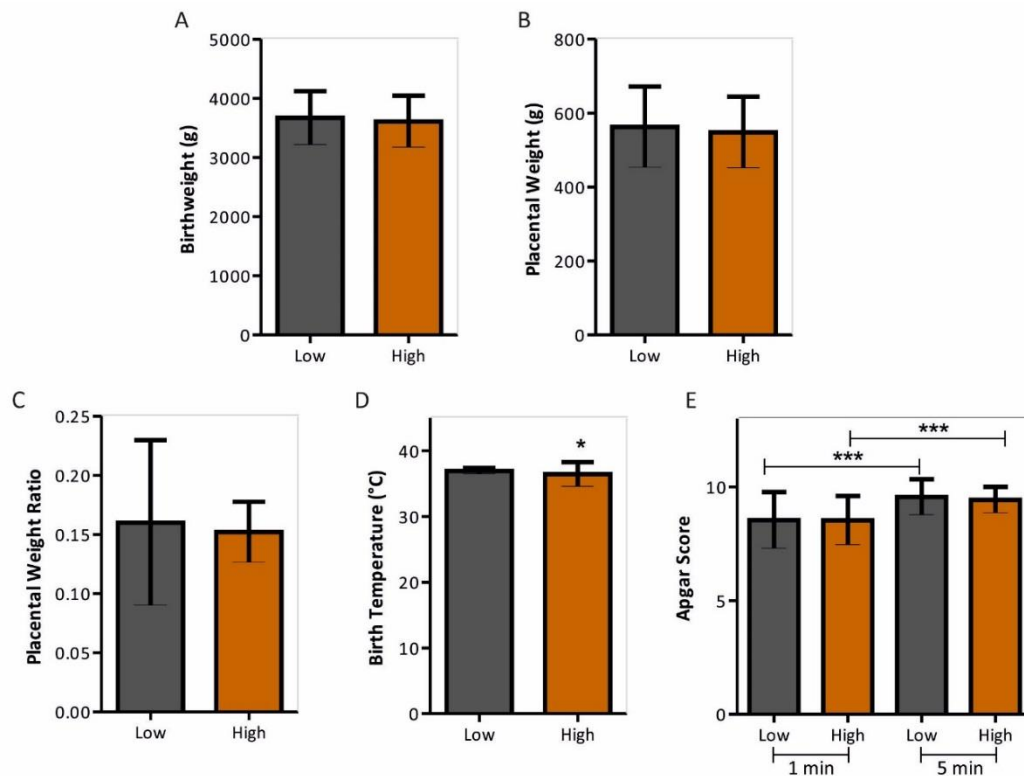 A
Birthweight (g)
5000
4000
3000
2000
1000
0
Low High
B
Placental Weight (g)
800
600
400
200
0
Low High
C
Placental Weight Ratio
0.25
0.20
0.15
0.10
0.05
0.00
Low High
D
Birth Temperature (°C)
40
30
20
10
0
*
Low High
E
Apgar Score
10
5
0
***
***
Low High Low High
1 min 5 min